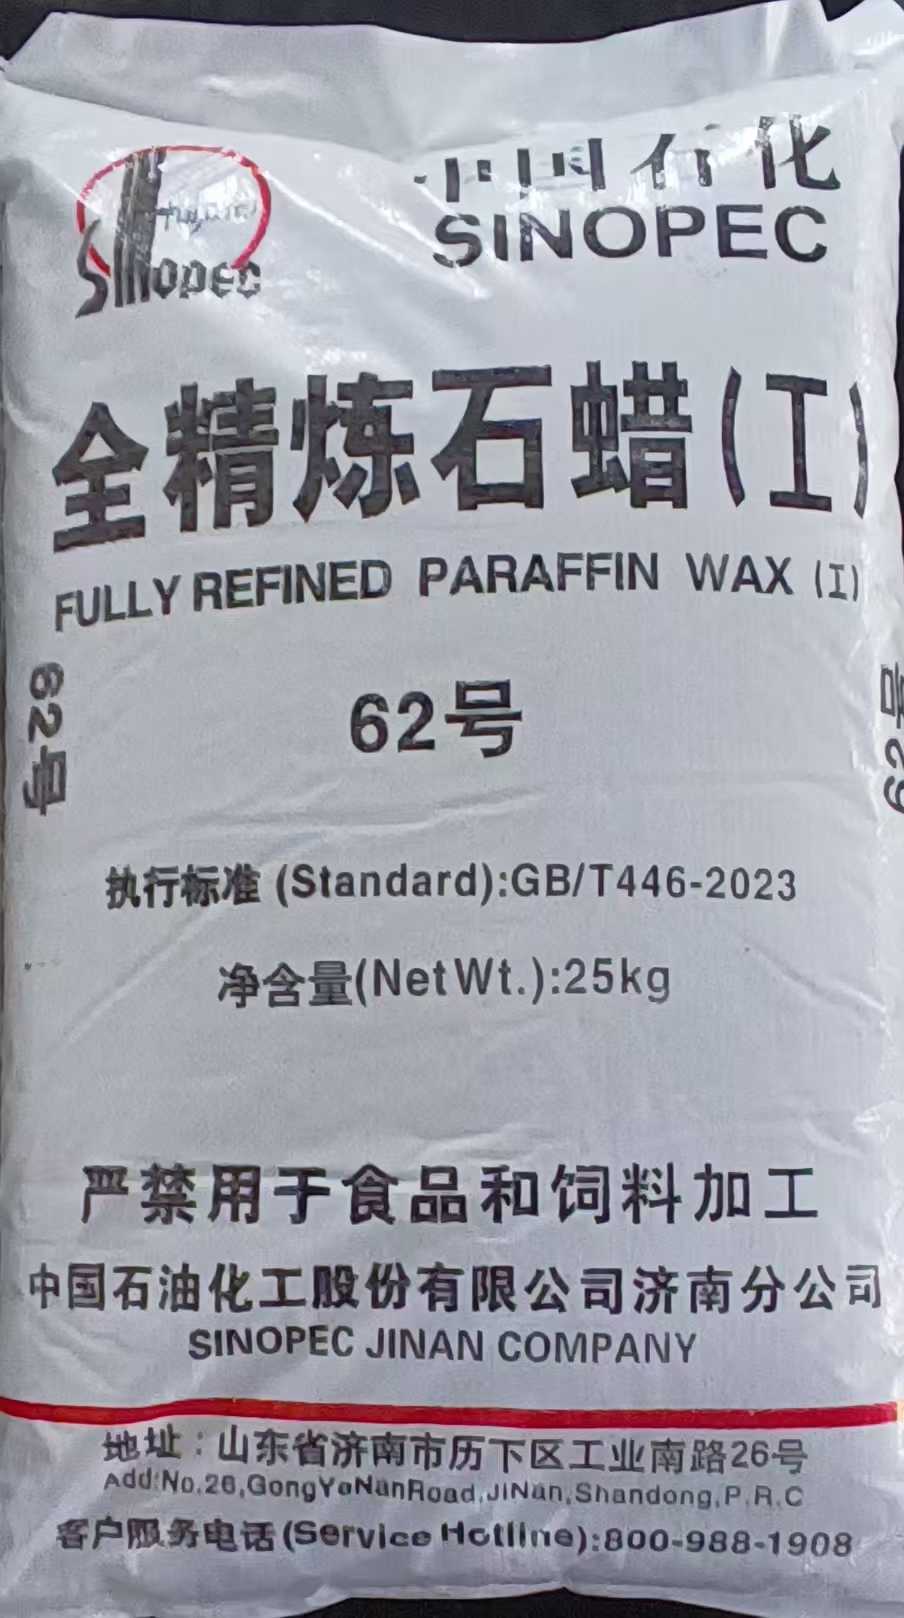 中国石化
SINOPEC
Sinopec
全精炼石蜡(I)
FULLY REFINED PARAFFIN WAX (I)
62号
62号
62号
执行标准 (Standard):GB/T446-2023
净含量(Net Wt.):25kg
严禁用于食品和饲料加工
中国石油化工股份有限公司济南分公司
SINOPEC JINAN COMPANY
地址:山东省济南市历下区工业南路26号
Add:No.26,GongYeNanRoad,JiNan,Shandong,P.R.C
客户服务电话(Service Hotline):800-988-1908